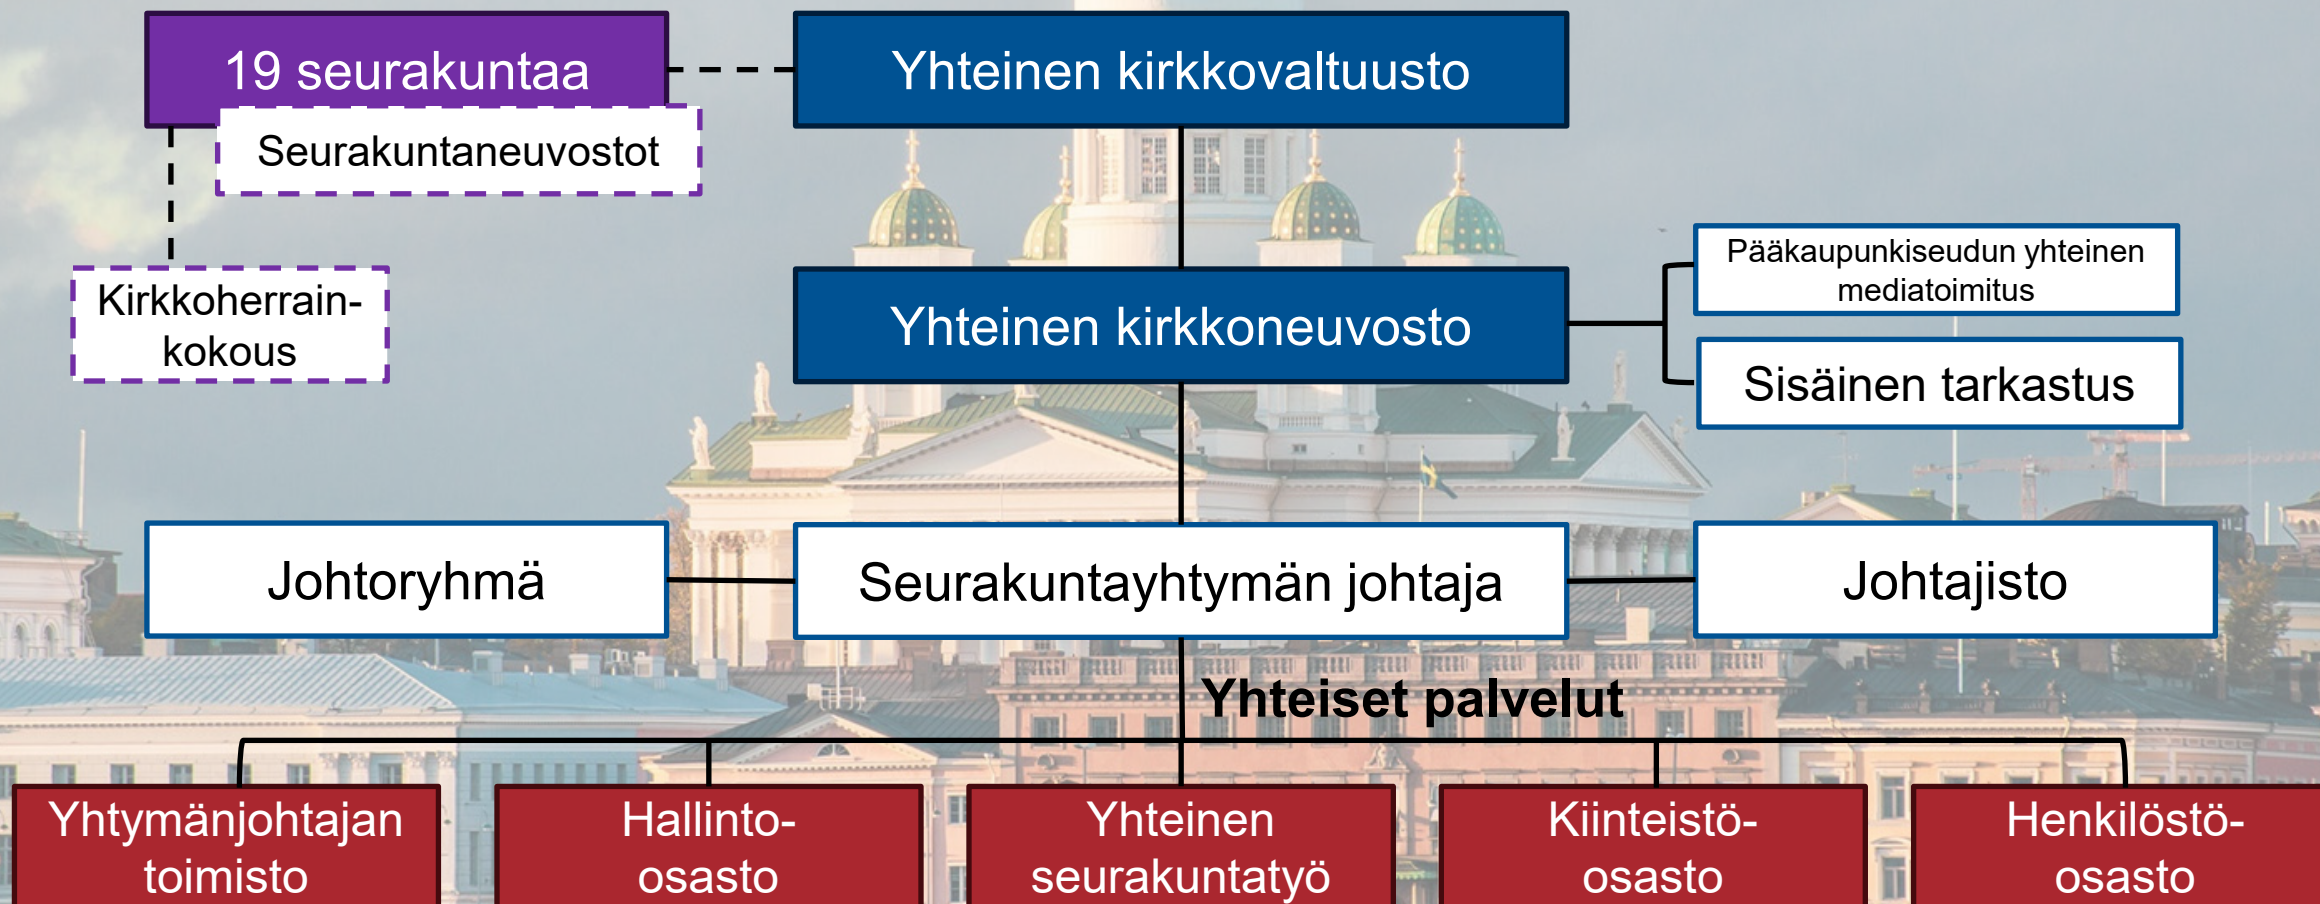 19 seurakuntaa
Yhteinen kirkkovaltuusto
Seurakuntaneuvostot
Kirkkoherrain-
kokous
Yhteinen kirkkoneuvosto
Pääkaupunkiseudun yhteinen
mediatoimitus
Sisäinen tarkastus
Johtoryhmä
Seurakuntayhtymän johtaja
Johtajisto
Yhteiset palvelut
Yhtymänjohtajan
toimisto
Hallinto-
osasto
Yhteinen
seurakuntatyö
Kiinteistö-
osasto
Henkilöstö-
osasto